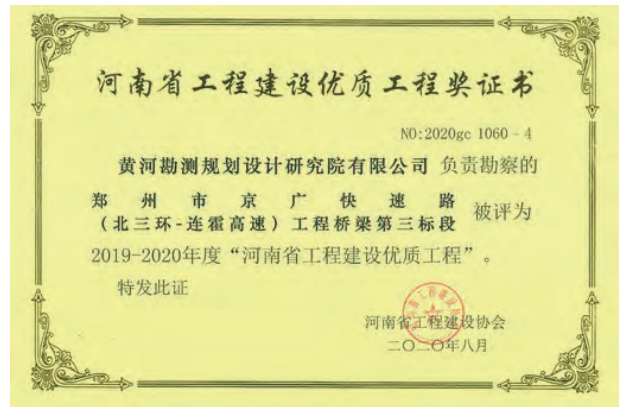 河南省工程建设优质工程奖证书
NO:2020gc 1060-4
黄河勘测规划设计研究院有限公司 负责勘察的
郑州市京广快速路
（北三环-连霍高速）工程桥梁第三标段 被评为
2019-2020年度“河南省工程建设优质工程”。
特发此证
河南省工程建设协会
二〇二〇年八月